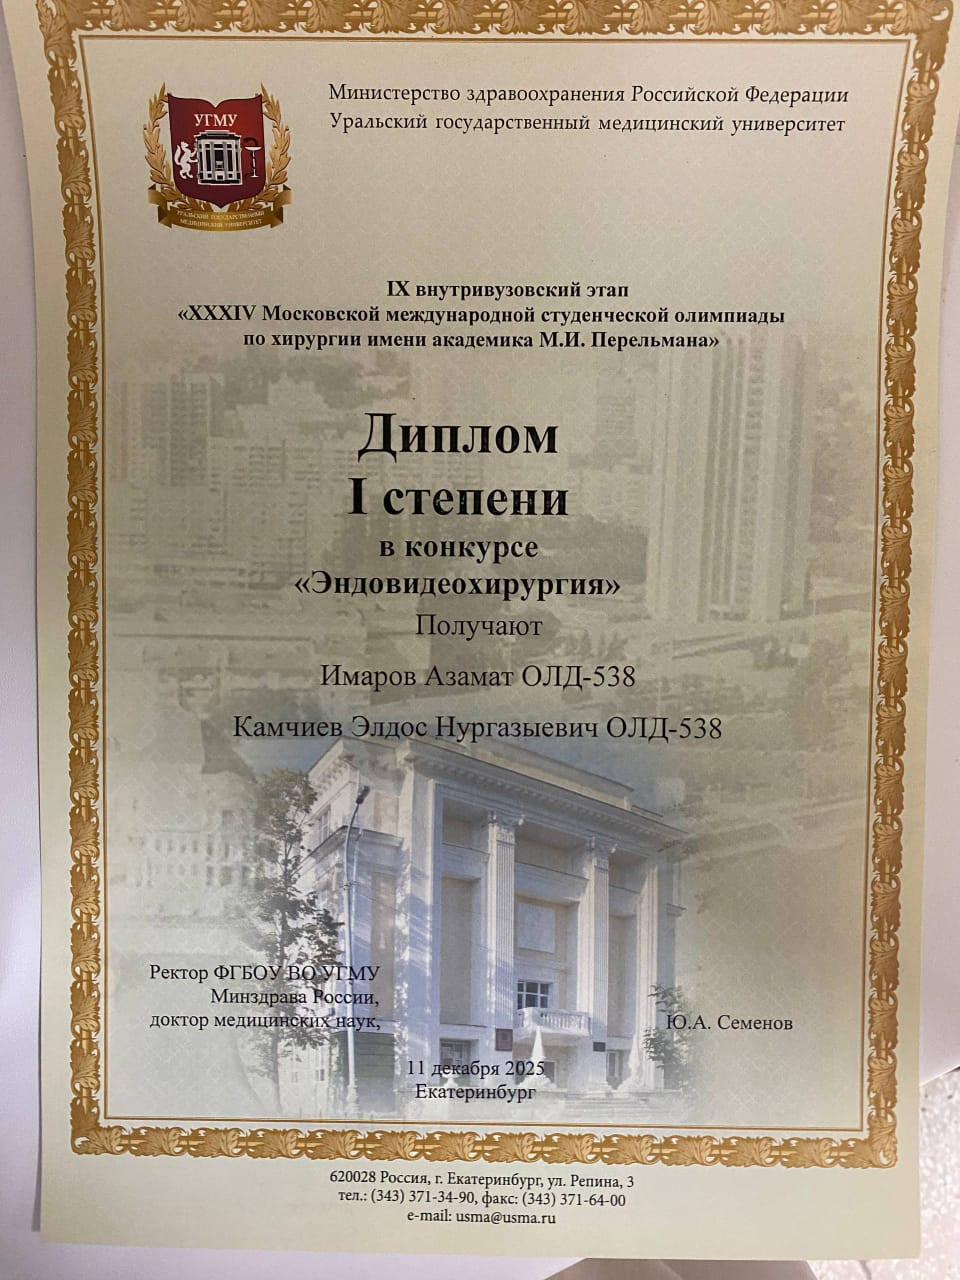 Министерство здравоохранения Российской Федерации
Уральский государственный медицинский университет
УГМУ
УРАЛЬСКИЙ ГОСУДАРСТВЕННЫЙ
МЕДИЦИНСКИЙ УНИВЕРСИТЕТ
IX внутривузовский этап
«XXXIV Московской международной студенческой олимпиады
по хирургии имени академика М.И. Перельмана»
Диплом
I степени
в конкурсе
«Эндовидеохирургия»
Получают
Имаров Азамат ОЛД-538
Камчиев Элдос Нургазыевич ОЛД-538
Ректор ФГБОУ ВО УГМУ
Минздрава России,
доктор медицинских наук,
Ю.А. Семенов
11 декабря 2025
Екатеринбург
620028 Россия, г. Екатеринбург, ул. Репина, 3
тел.: (343) 371-34-90, факс: (343) 371-64-00
e-mail: usma@usma.ru